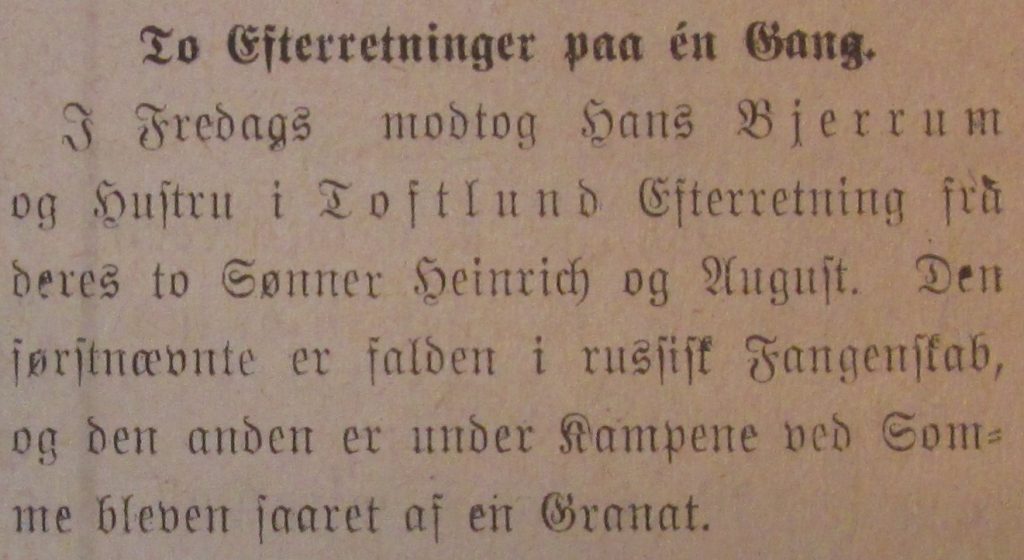 To Efterretninger paa én Gang.
I Fredags modtog Hans Bjerrum
og Hustru i Toftlund Efterretning fra
deres to Sønner Heinrich og August. Den
førstnævnte er falden i russisk Fangenskab,
og den anden er under Kampene ved Som-
me bleven saaret af en Granat.